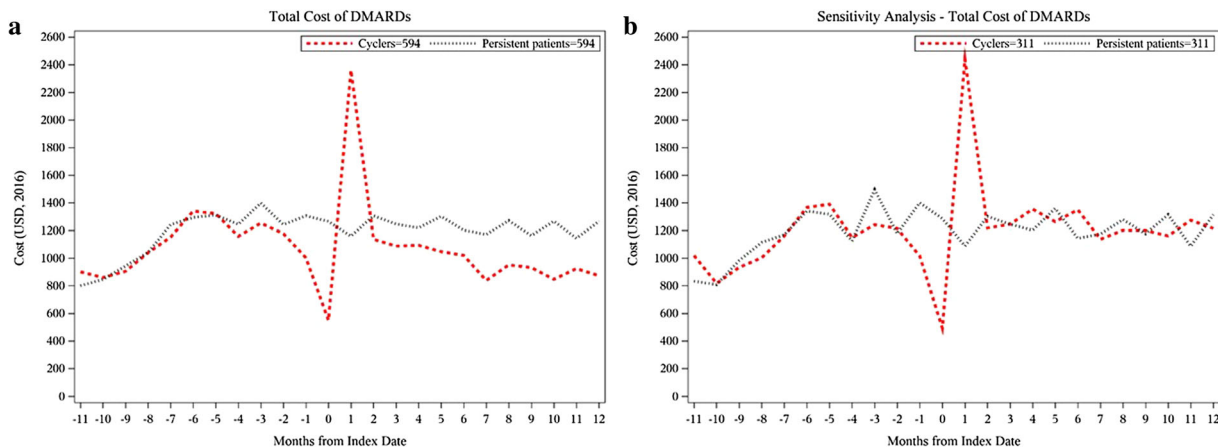 a
Total Cost of DMARDs
Cyclers=594 Persistent patients=594
Cost (USD, 2016)
2600
2400
2200
2000
1800
1600
1400
1200
1000
800
600
400
200
0
-11 -10 -9 -8 -7 -6 -5 -4 -3 -2 -1 0 1 2 3 4 5 6 7 8 9 10 11 12
Months from Index Date
b
Sensitivity Analysis - Total Cost of DMARDs
Cyclers=311 Persistent patients=311
Cost (USD, 2016)
2600
2400
2200
2000
1800
1600
1400
1200
1000
800
600
400
200
0
-11 -10 -9 -8 -7 -6 -5 -4 -3 -2 -1 0 1 2 3 4 5 6 7 8 9 10 11 12
Months from Index Date